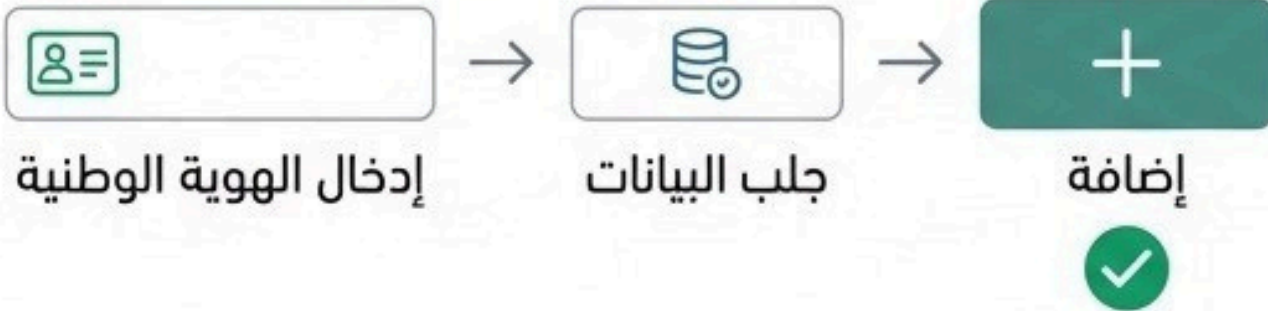 إدخال الهوية الوطنية
جلب البيانات
إضافة